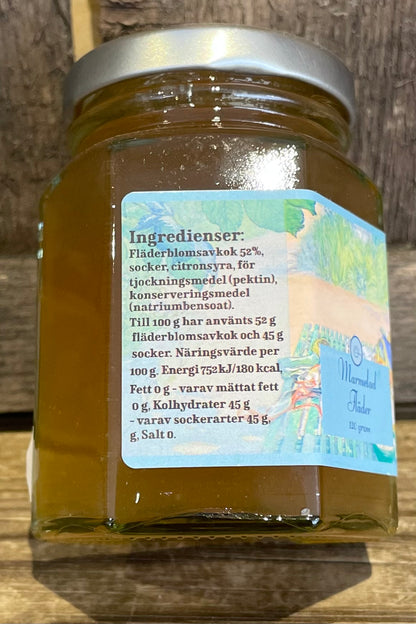 Ingredienser:
Fläderblomsavkok 52%,
socker, citronsyra, för
tjockningsmedel (pektin),
konserveringsmedel
(natriumbensoat).
Till 100 g har använts 52 g
fläderblomsavkok och 45 g
socker. Näringsvärde per
100 g. Energi 752 kJ/180 kcal,
Fett 0 g - varav mättat fett
0 g, Kolhydrater 45 g
- varav sockerarter 45 g,
g, Salt 0.
Marmelad
Fläder
120 gram